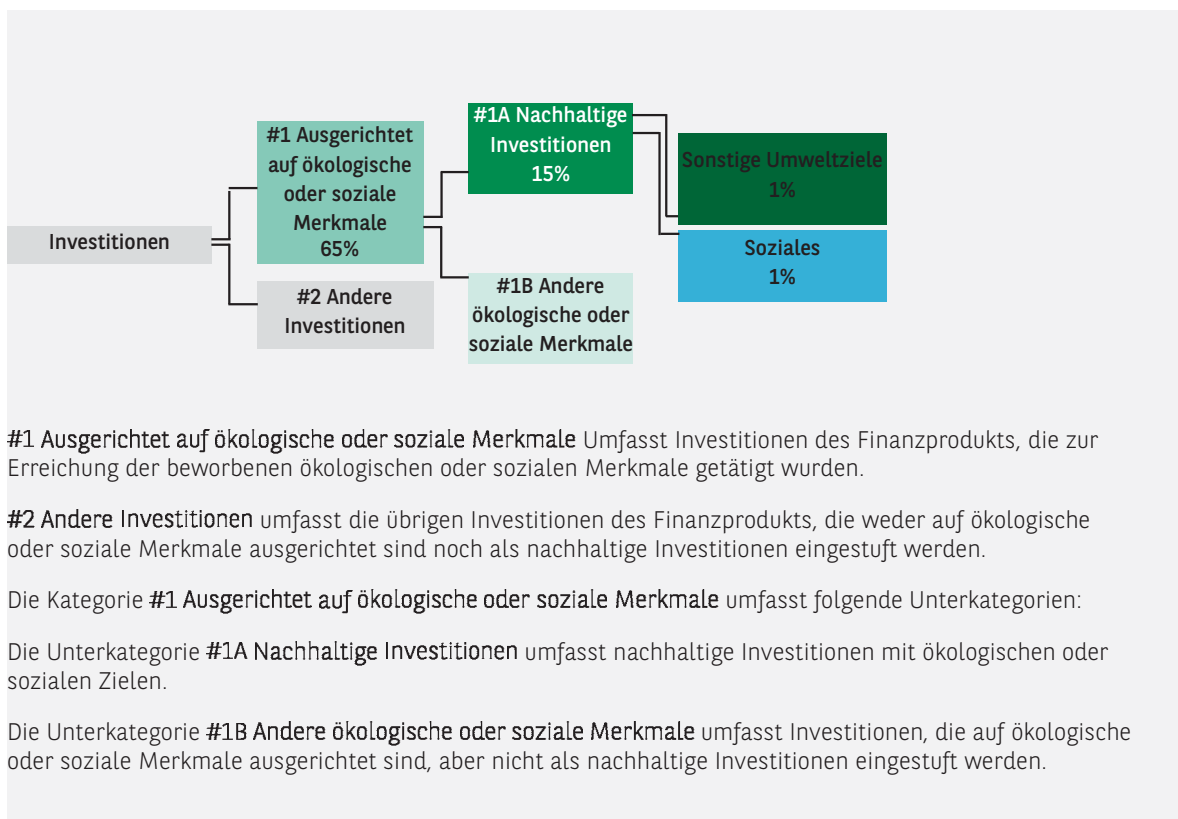 #1A Nachhaltige
Investitionen
15%
#1 Ausgerichtet
auf ökologische
oder soziale
Merkmale
65%
Sonstige Umweltziele
1%
Investitionen
Soziales
1%
#2 Andere
Investitionen
#1B Andere
ökologische oder
soziale Merkmale
#1 Ausgerichtet auf ökologische oder soziale Merkmale Umfasst Investitionen des Finanzprodukts, die zur
Erreichung der beworbenen ökologischen oder sozialen Merkmale getätigt wurden.
#2 Andere Investitionen umfasst die übrigen Investitionen des Finanzprodukts, die weder auf ökologische
oder soziale Merkmale ausgerichtet sind noch als nachhaltige Investitionen eingestuft werden.
Die Kategorie #1 Ausgerichtet auf ökologische oder soziale Merkmale umfasst folgende Unterkategorien:
Die Unterkategorie #1A Nachhaltige Investitionen umfasst nachhaltige Investitionen mit ökologischen oder
sozialen Zielen.
Die Unterkategorie #1B Andere ökologische oder soziale Merkmale umfasst Investitionen, die auf ökologische
oder soziale Merkmale ausgerichtet sind, aber nicht als nachhaltige Investitionen eingestuft werden.